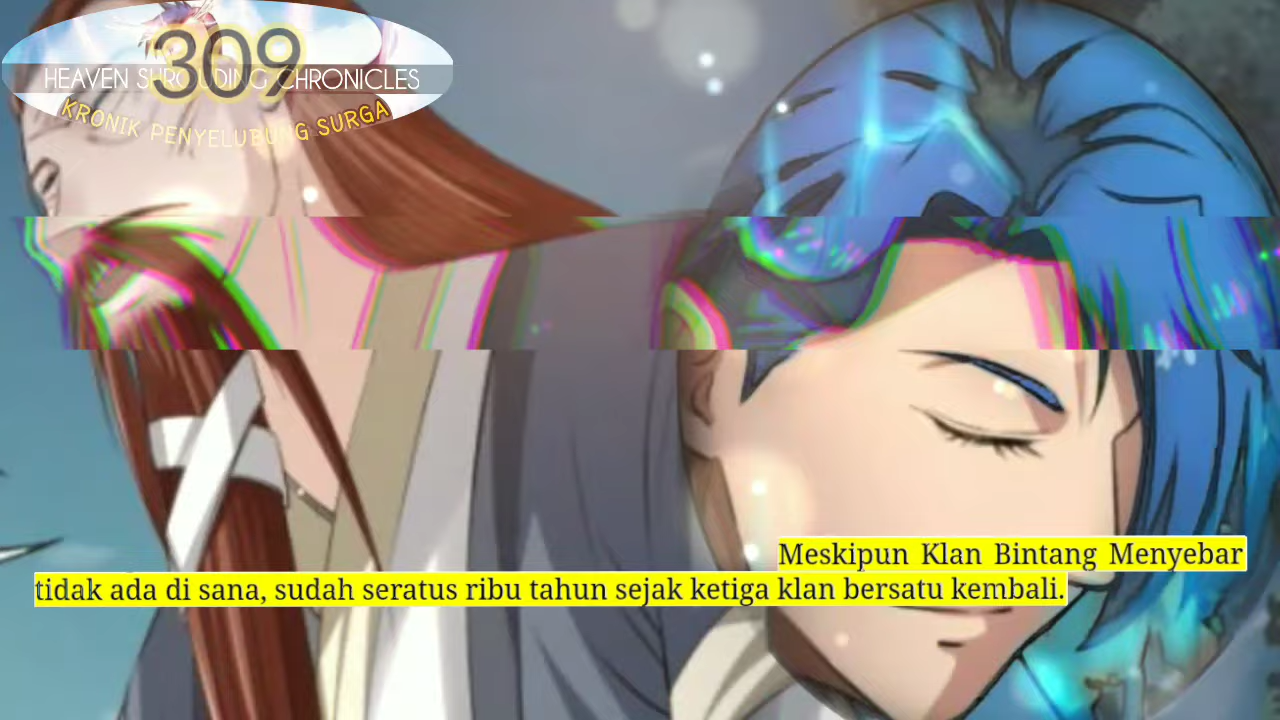 309
HEAVEN SHROUDING CHRONICLES
KRONIK PENYELUBUNG SURGA
Meskipun Klan Bintang Menyebar
tidak ada di sana, sudah seratus ribu tahun sejak ketiga klan bersatu kembali.